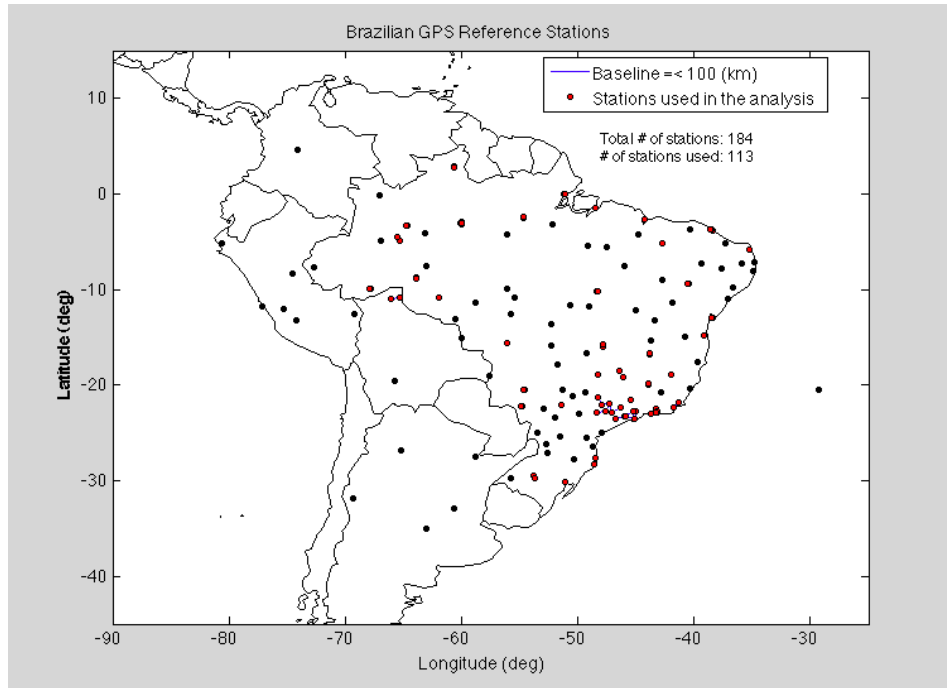 Brazilian GPS Reference Stations
Baseline =< 100 (km)
Stations used in the analysis
Total # of stations: 184
# of stations used: 113
10
0
-10
-20
-30
-40
Latitude (deg)
-90
-80
-70
-60
-50
-40
-30
Longitude (deg)